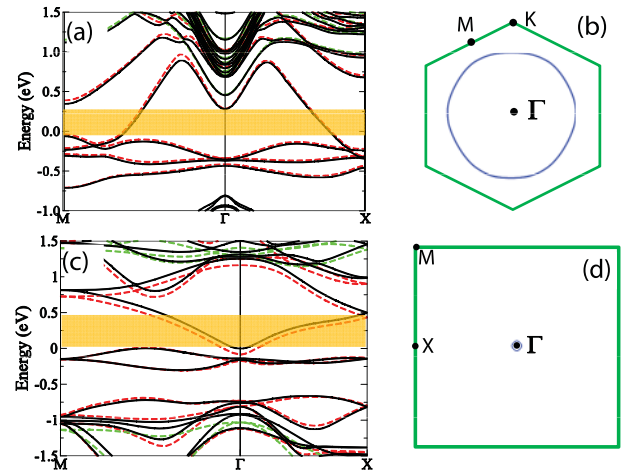 (a)
Energy (eV)
1.5
1.0
0.5
0.0
-0.5
-1.0
M Γ X
(b)
M K
Γ
(c)
Energy (eV)
1.5
1
0.5
0
-0.5
-1
-1.5
M Γ X
(d)
M
X Γ